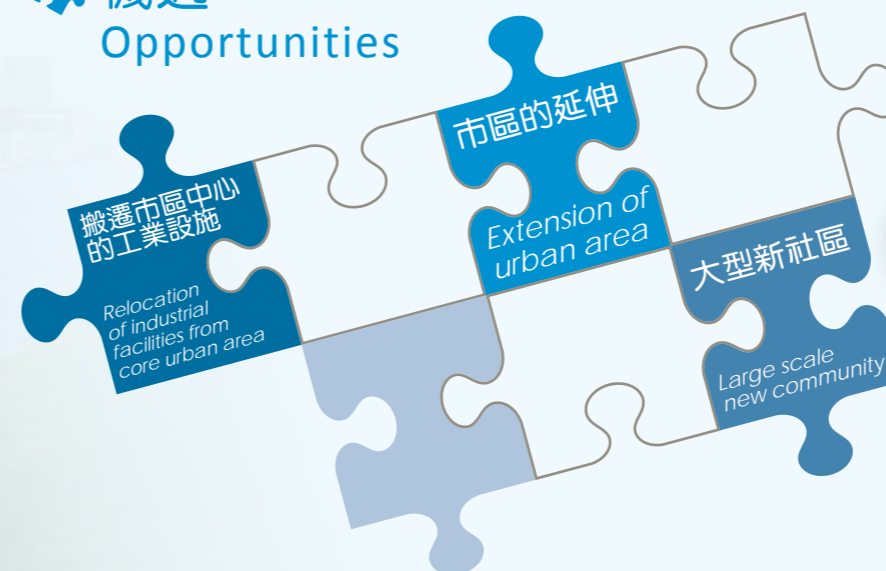 機遇
Opportunities
搬遷市區中心
的工業設施
Relocation
of industrial
facilities from
core urban area
市區的延伸
Extension of
urban area
大型新社區
Large scale
new community